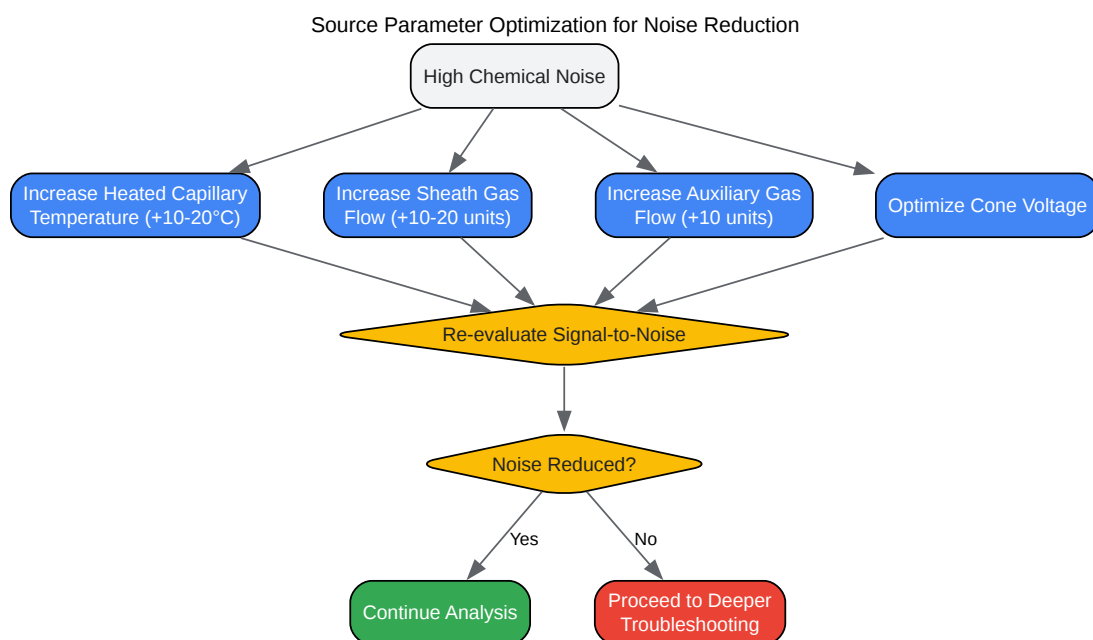 Source Parameter Optimization for Noise Reduction
High Chemical Noise
Increase Heated Capillary
Temperature (+10-20°C)
Increase Sheath Gas
Flow (+10-20 units)
Increase Auxiliary Gas
Flow (+10 units)
Optimize Cone Voltage
Re-evaluate Signal-to-Noise
Noise Reduced?
Yes
No
Continue Analysis
Proceed to Deeper
Troubleshooting